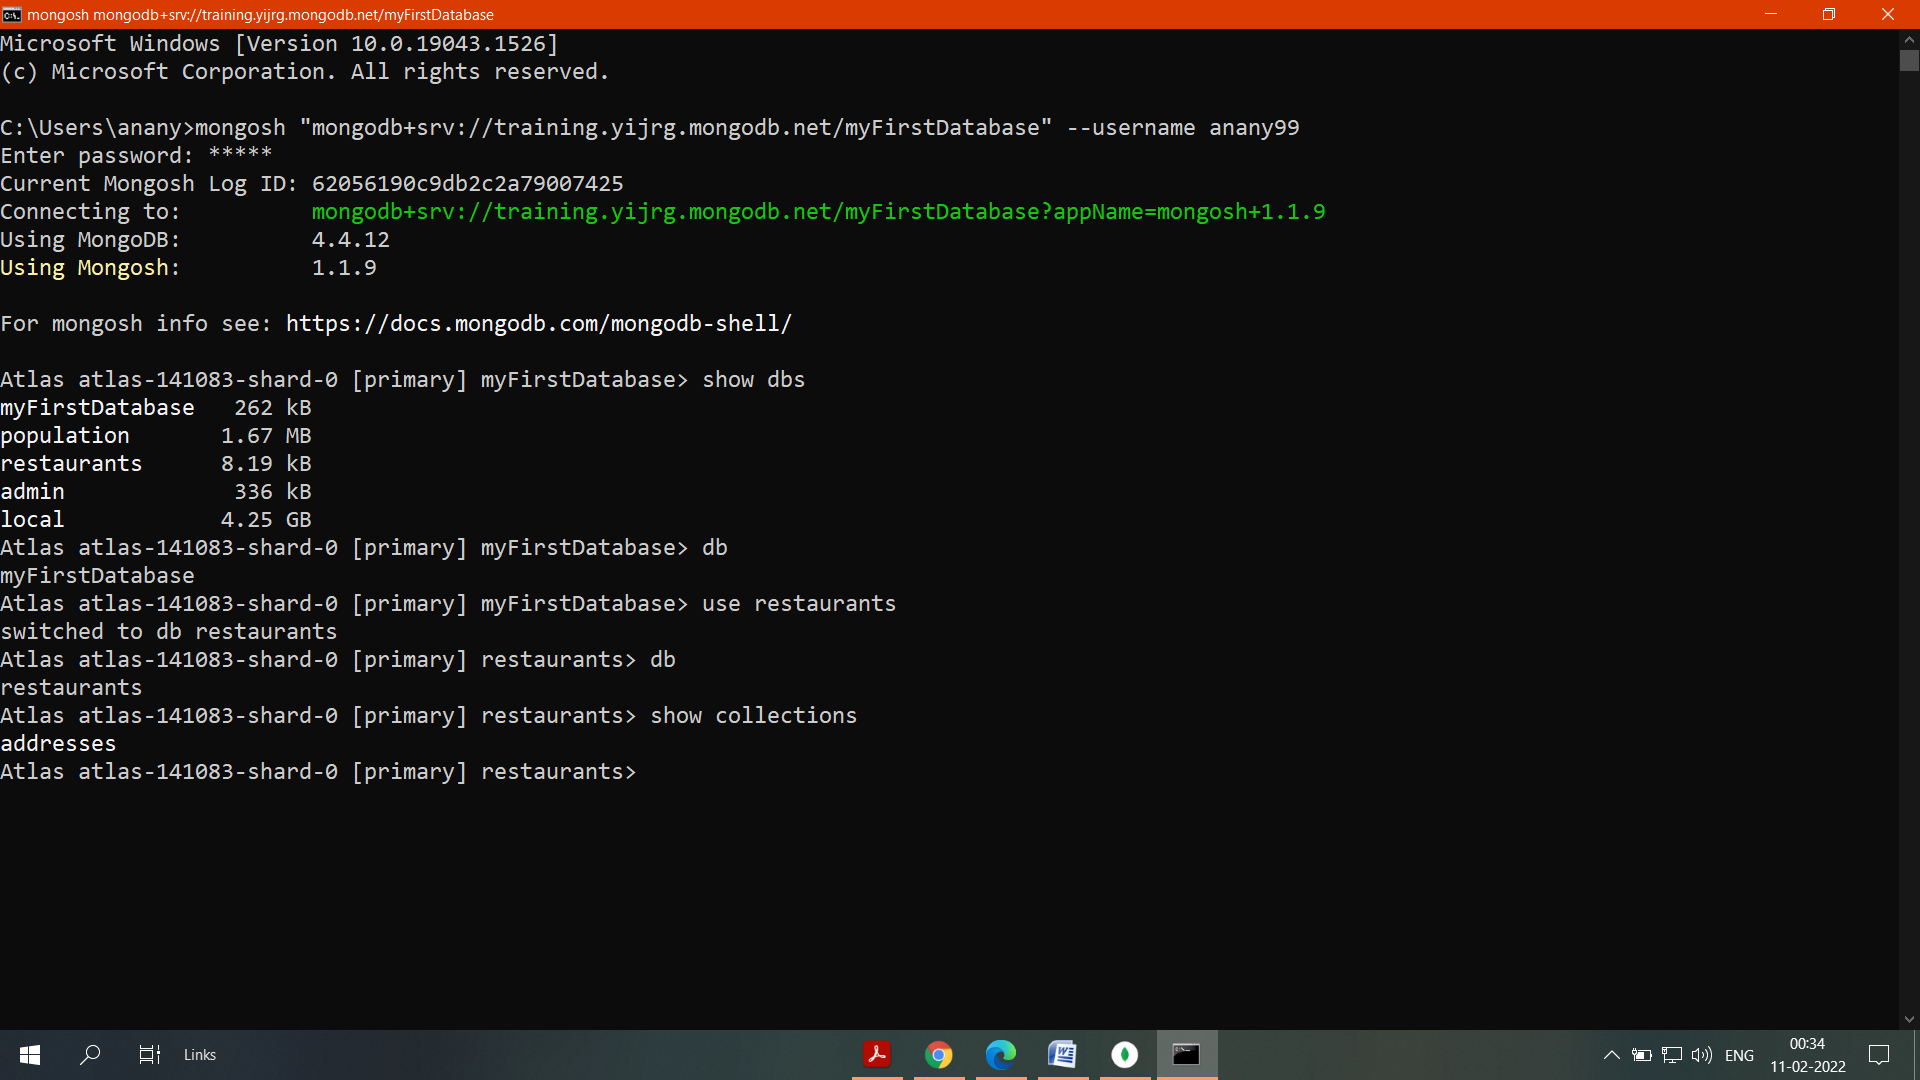 mongosh mongodb+srv://training.yijrg.mongodb.net/myFirstDatabase
Microsoft Windows [Version 10.0.19043.1526]
(c) Microsoft Corporation. All rights reserved.
C:\Users\anany>mongosh "mongodb+srv://training.yijrg.mongodb.net/myFirstDatabase" --username anany99
Enter password: *****
Current Mongosh Log ID: 62056190c9db2c2a79007425
Connecting to:          mongodb+srv://training.yijrg.mongodb.net/myFirstDatabase?appName=mongosh+1.1.9
Using MongoDB:          4.4.12
Using Mongosh:          1.1.9
For mongosh info see: https://docs.mongodb.com/mongodb-shell/
Atlas atlas-141083-shard-0 [primary] myFirstDatabase> show dbs
myFirstDatabase   262 kB
population       1.67 MB
restaurants      8.19 kB
admin             336 kB
local            4.25 GB
Atlas atlas-141083-shard-0 [primary] myFirstDatabase> db
myFirstDatabase
Atlas atlas-141083-shard-0 [primary] myFirstDatabase> use restaurants
switched to db restaurants
Atlas atlas-141083-shard-0 [primary] restaurants> db
restaurants
Atlas atlas-141083-shard-0 [primary] restaurants> show collections
addresses
Atlas atlas-141083-shard-0 [primary] restaurants>
Links
ENG
00:34
11-02-2022